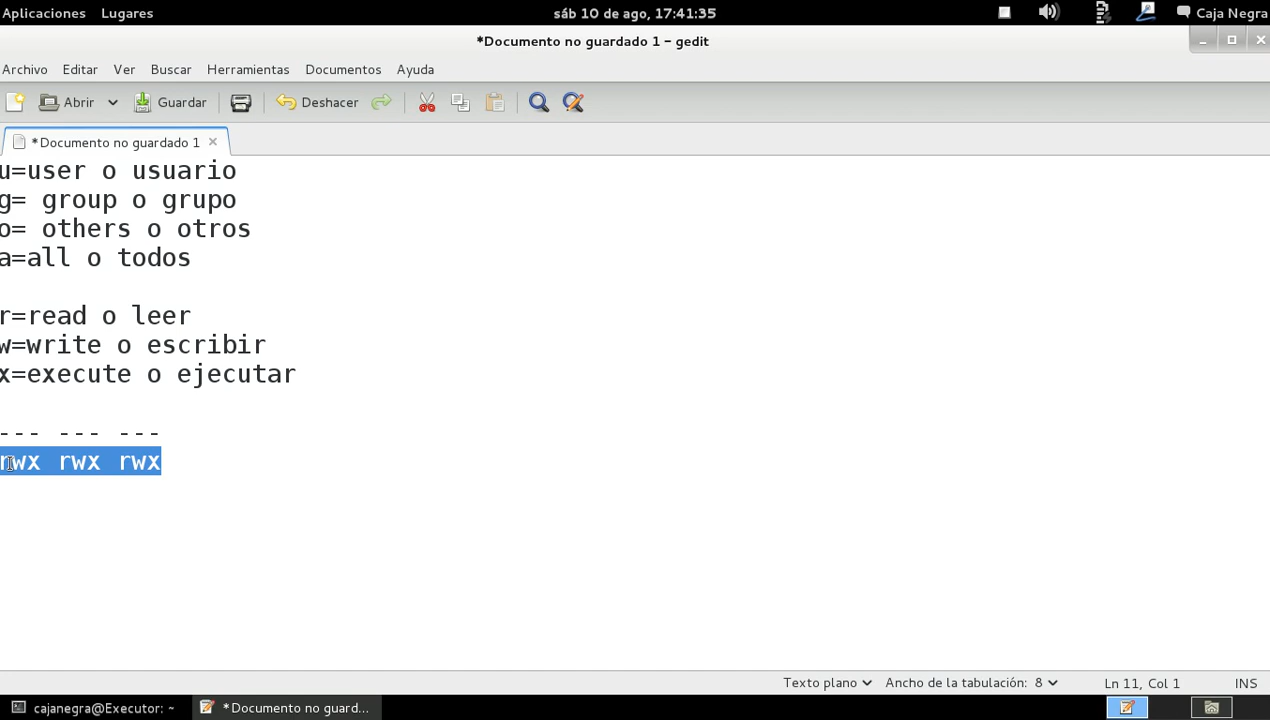 Aplicaciones Lugares sáb 10 de ago, 17:41:35 Caja Negra
*Documento no guardado 1 – gedit
Archivo Editar Ver Buscar Herramientas Documentos Ayuda
Abrir Guardar Deshacer
*Documento no guardado 1
u=user o usuario
g= group o grupo
o= others o otros
a=all o todos
r=read o leer
w=write o escribir
x=execute o ejecutar
--- --- ---
rwx rwx rwx
Texto plano Ancho de la tabulación: 8 Ln 11, Col 1 INS
cajanegra@Executor: ~ *Documento no guard...